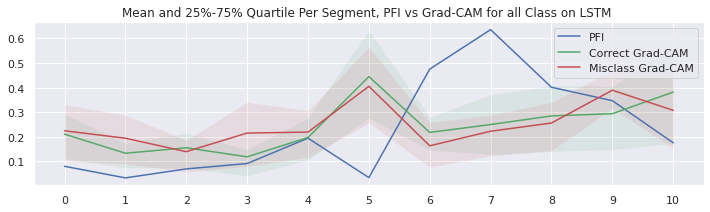 Mean and 25%-75% Quartile Per Segment, PFI vs Grad-CAM for all Class on LSTM
0.6
0.5
0.4
0.3
0.2
0.1
PFI
Correct Grad-CAM
Misclass Grad-CAM
0 1 2 3 4 5 6 7 8 9 10